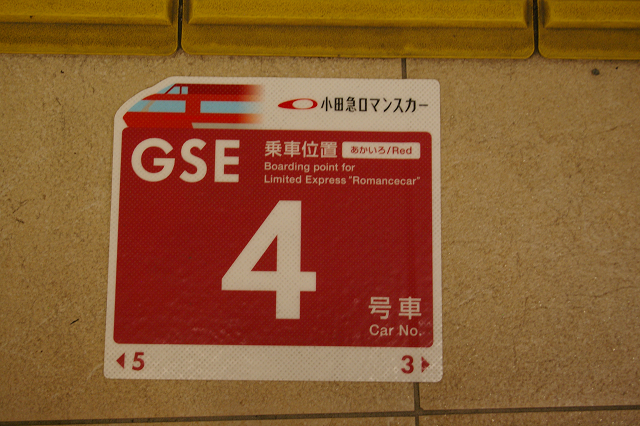 小田急ロマンスカー
GSE
乗車位置 あかいろ/Red
Boarding point for
Limited Express "Romancecar"
4
号車
Car No.
◀5
3▶